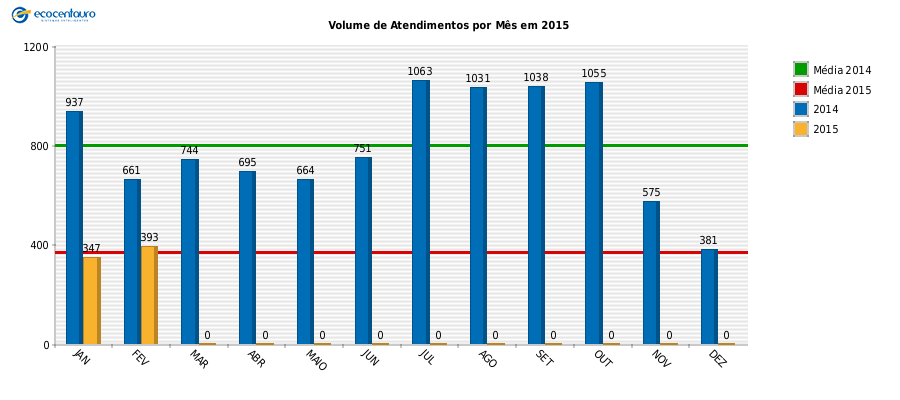 ecocentauro
Volume de Atendimentos por Mês em 2015
1200
800
400
0
937
347
661
393
744
0
695
0
664
0
751
0
1063
0
1031
0
1038
0
1055
0
575
0
381
0
JAN
FEV
MAR
ABR
MAIO
JUN
JUL
AGO
SET
OUT
NOV
DEZ
Média 2014
Média 2015
2014
2015